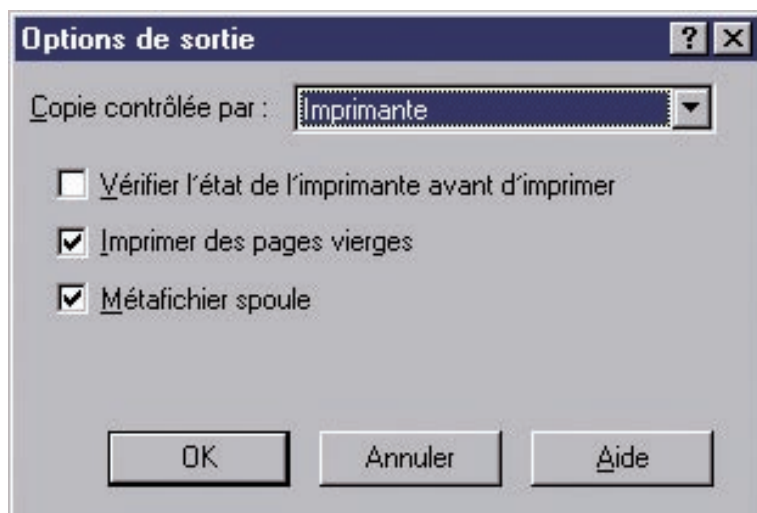 Options de sortie
Copie contrôlée par : Imprimante
Vérifier l'état de l'imprimante avant d'imprimer
Imprimer des pages vierges
Métafichier spoule
OK Annuler Aide